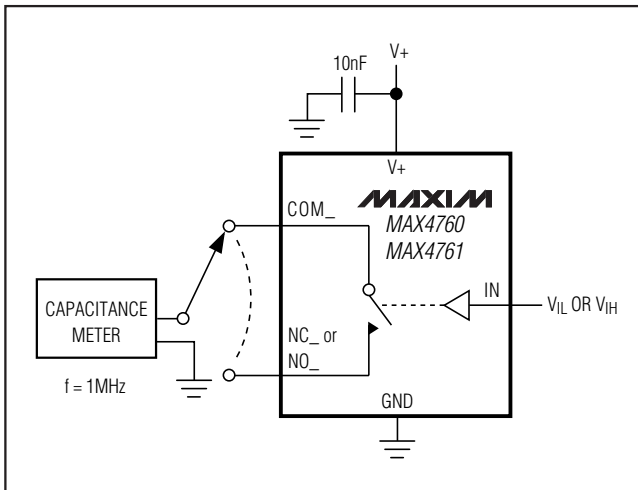 10nF
V+
V+
MAXIM
MAX4760
MAX4761
COM_
IN
VIL OR VIH
CAPACITANCE
METER
NC_ or
NO_
f = 1MHz
GND